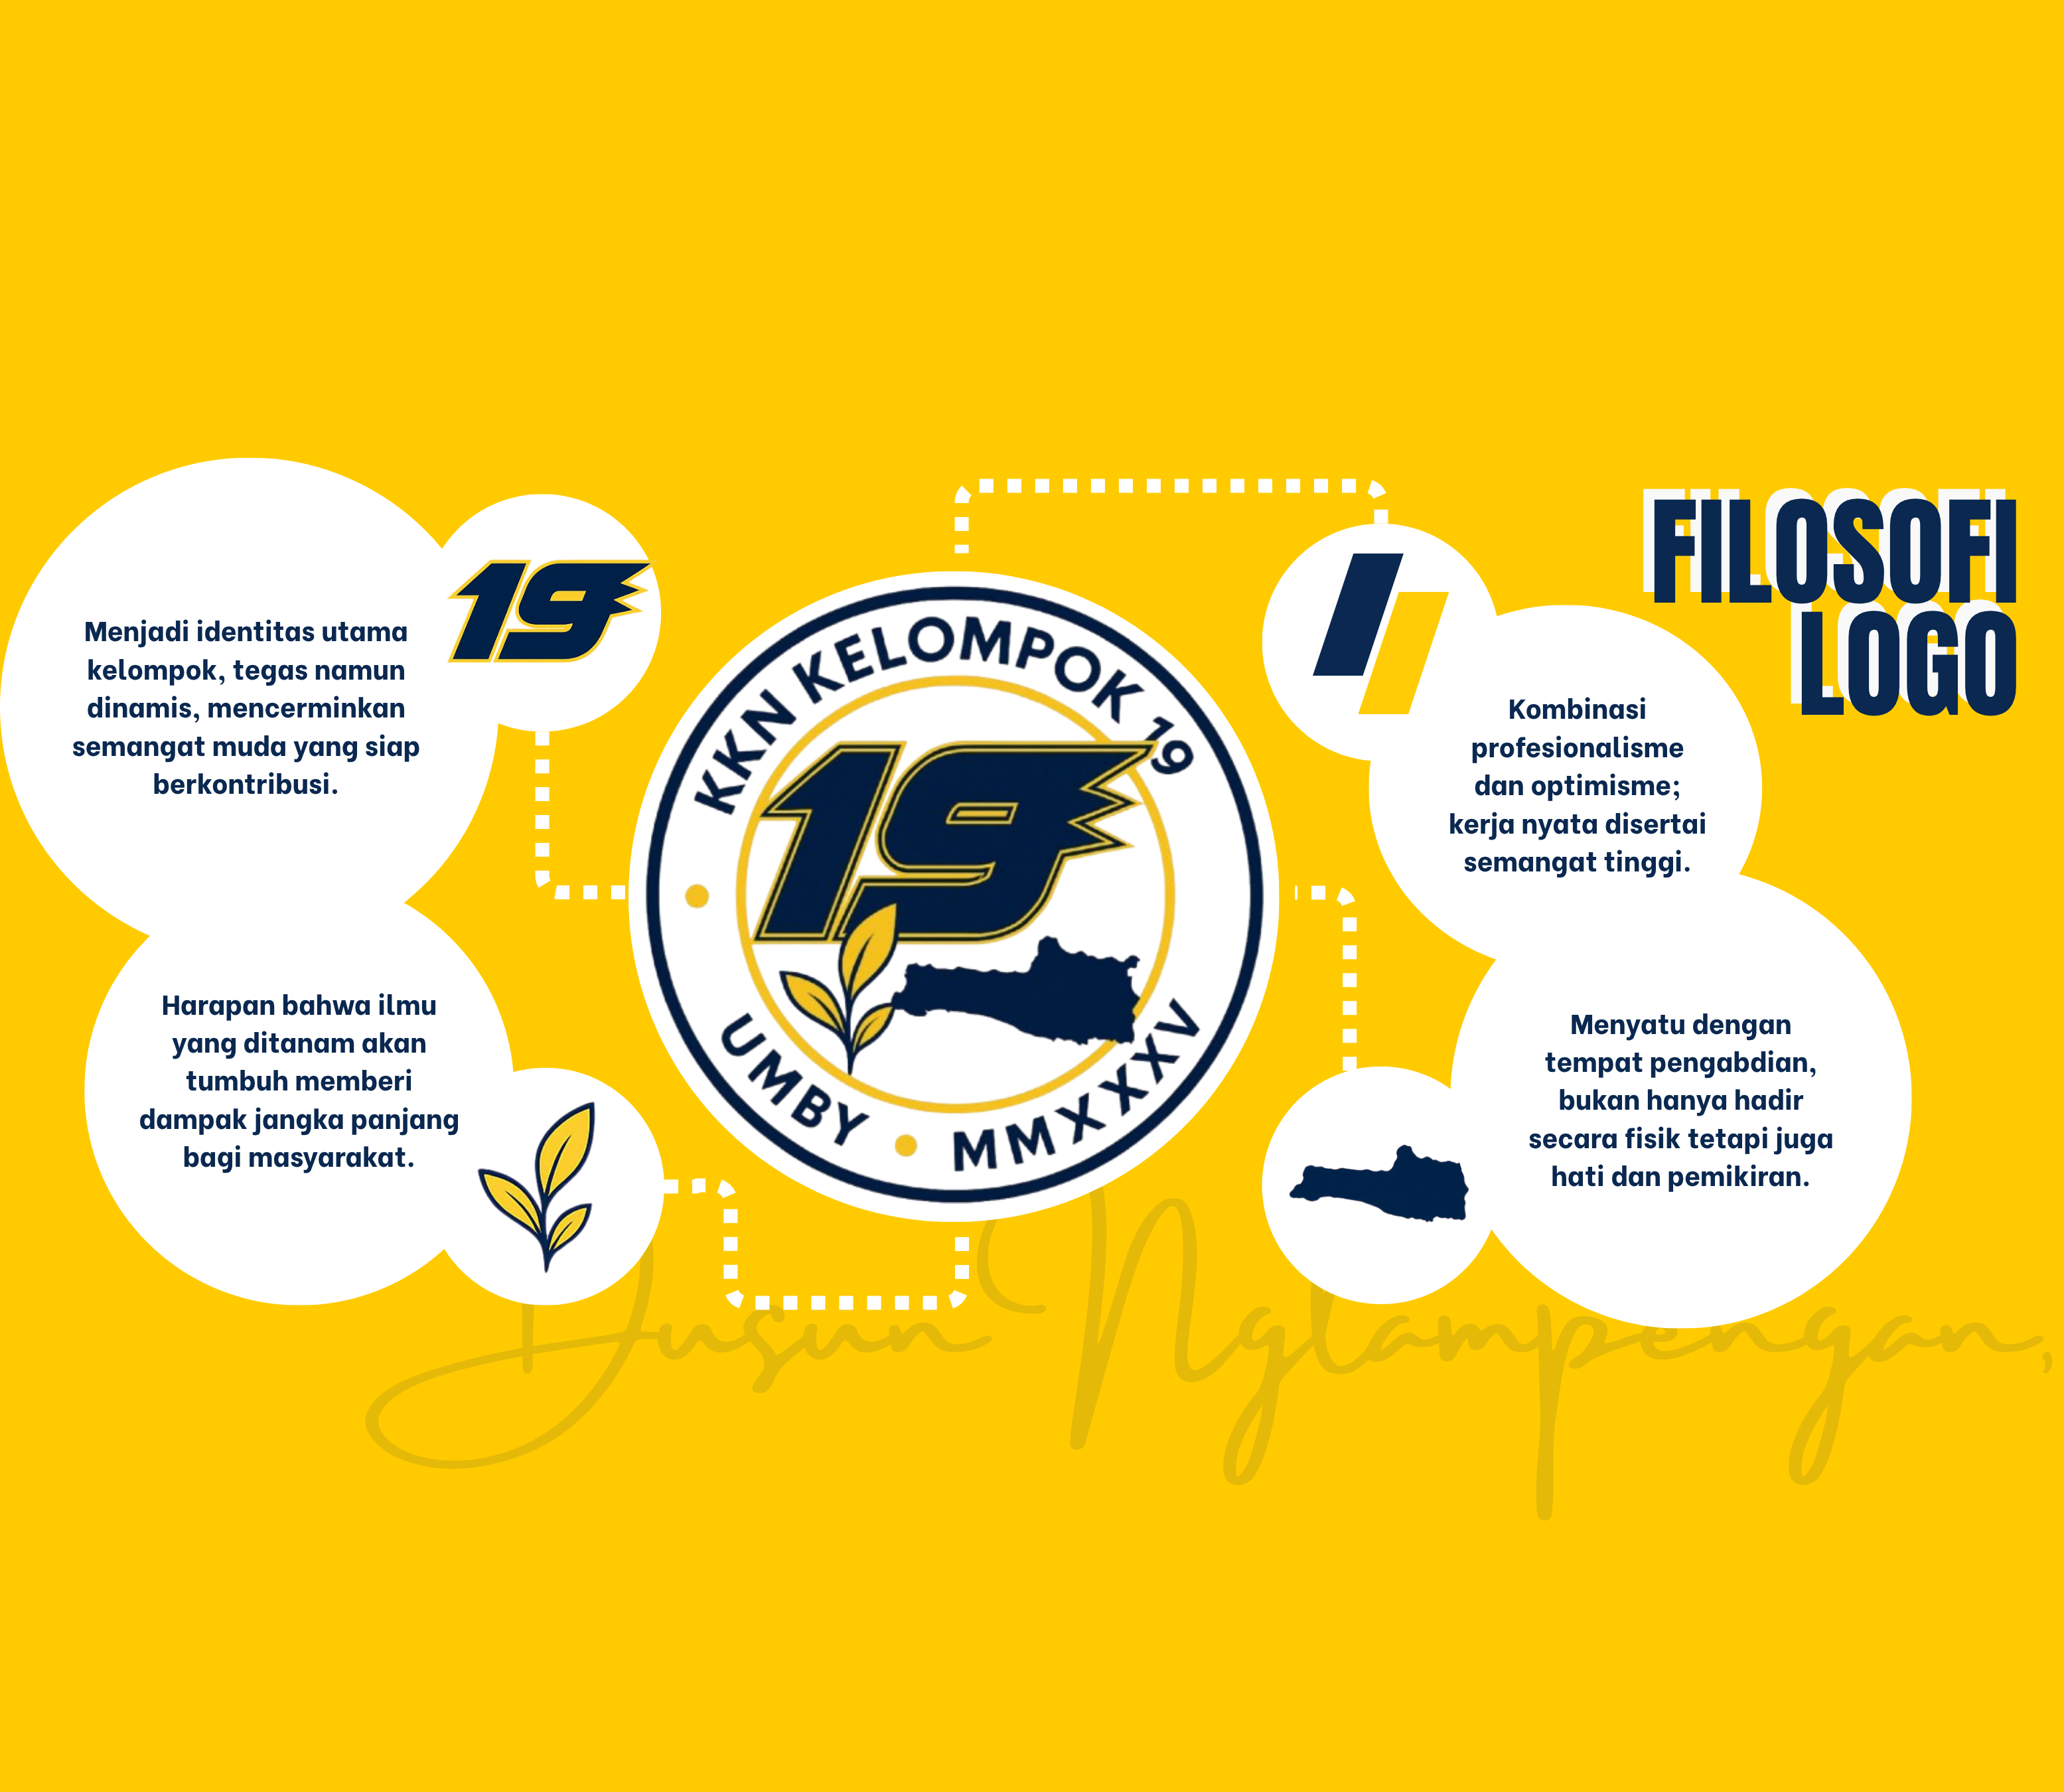 FILOSOFI
LOGO
19
Menjadi identitas utama
kelompok, tegas namun
dinamis, mencerminkan
semangat muda yang siap
berkontribusi.
Harapan bahwa ilmu
yang ditanam akan
tumbuh memberi
dampak jangka panjang
bagi masyarakat.
KKN KELOMPOK 19
19
UMBY • MMXXXV
Kombinasi
profesionalisme
dan optimisme;
kerja nyata disertai
semangat tinggi.
Menyatu dengan
tempat pengabdian,
bukan hanya hadir
secara fisik tetapi juga
hati dan pemikiran.
Dusun Nglampengan,